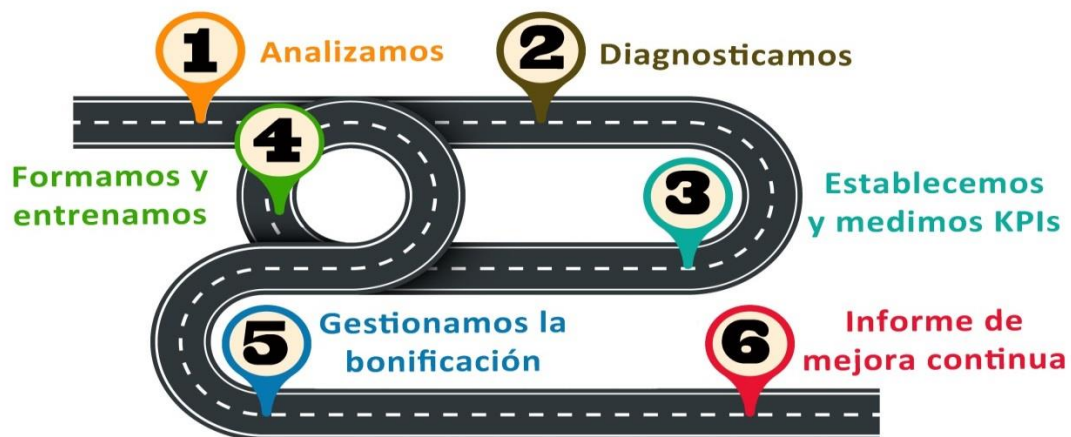 1 Analizamos
2 Diagnosticamos
3 Establecemos
y medimos KPIs
4 Formamos y
entrenamos
5 Gestionamos la
bonificación
6 Informe de
mejora continua